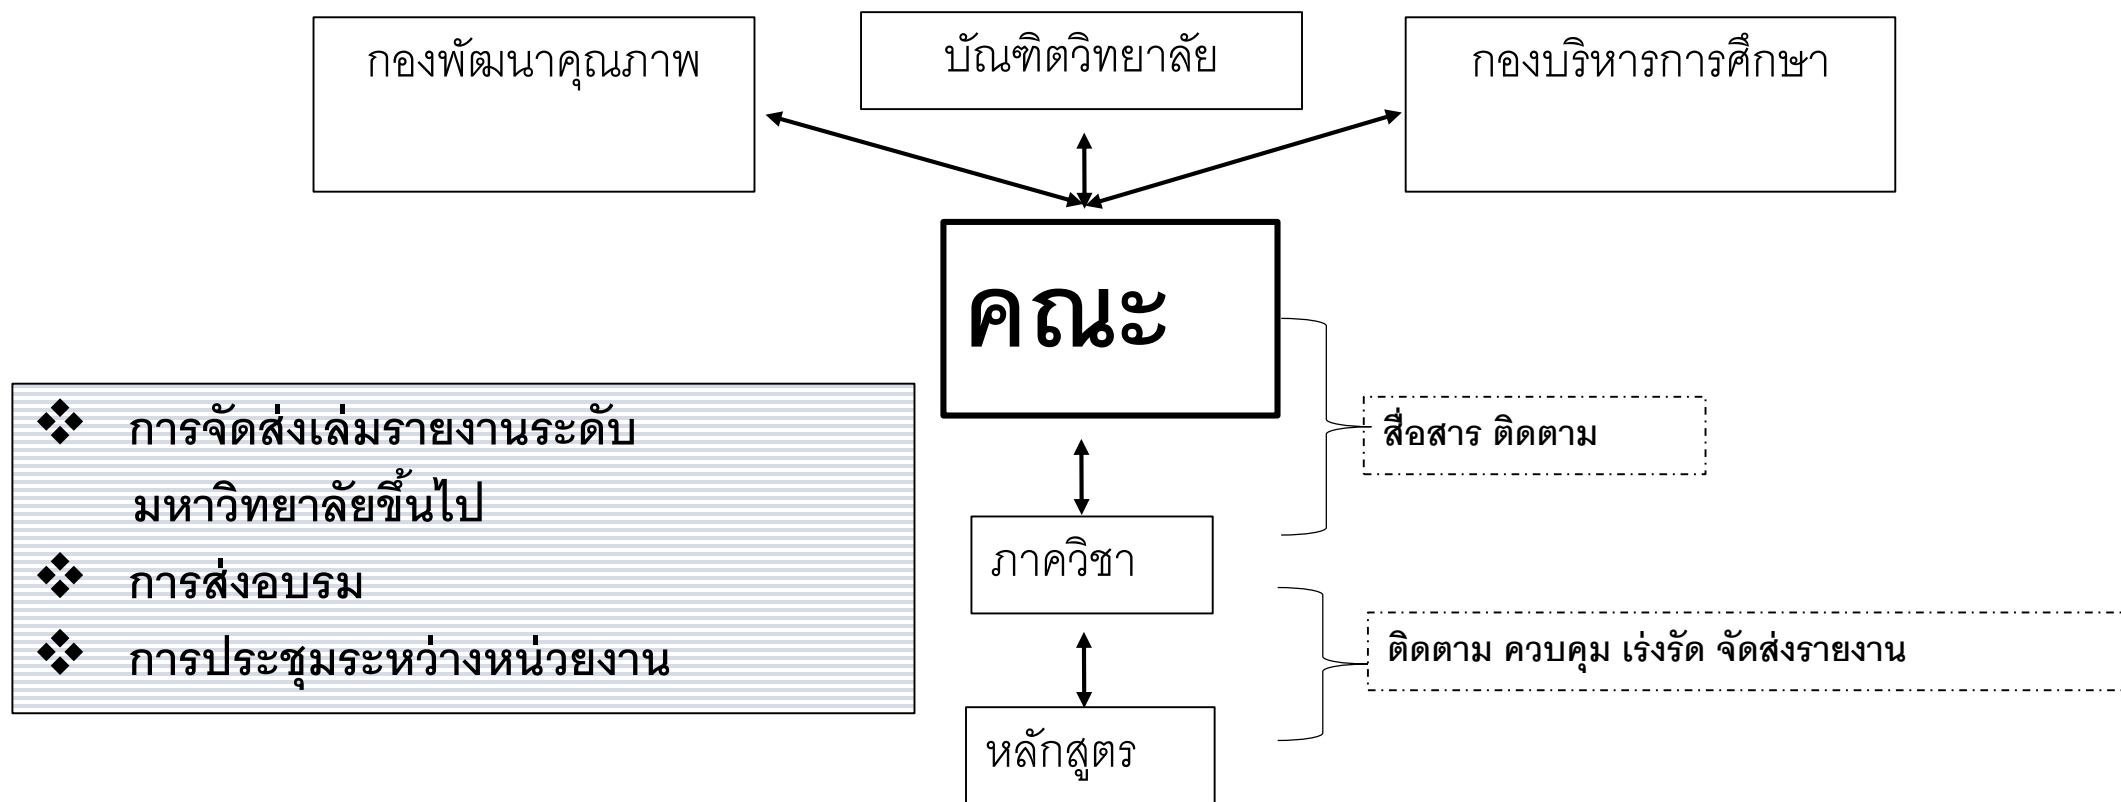 กองพัฒนาคุณภาพ
บัณฑิตวิทยาลัย
กองบริหารการศึกษา
คณะ
❖ การจัดส่งเล่มรายงานระดับ
มหาวิทยาลัยขึ้นไป
❖ การส่งอบรม
❖ การประชุมระหว่างหน่วยงาน
สื่อสาร ติดตาม
ภาควิชา
ติดตาม ควบคุม เร่งรัด จัดส่งรายงาน
หลักสูตร